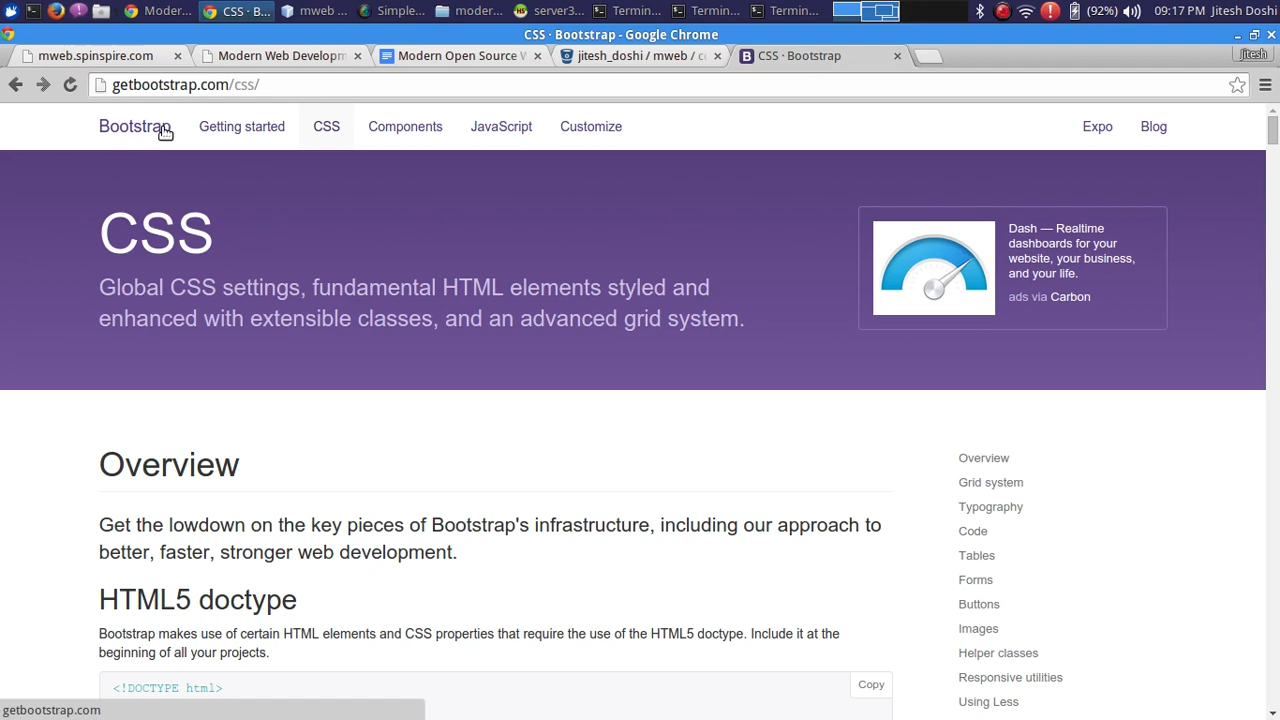 Moder... CSS · B... mweb ... Simple... moder... server3... Termin... Termin... Termin... (92%) 09:17 PM Jitesh Doshi
CSS · Bootstrap - Google Chrome
mweb.spinspire.com Modern Web Developm Modern Open Source W jitesh_doshi / mweb / CSS · Bootstrap Jitesh
getbootstrap.com/css/
Bootstrap Getting started CSS Components JavaScript Customize Expo Blog
CSS
Global CSS settings, fundamental HTML elements styled and
enhanced with extensible classes, and an advanced grid system.
Dash — Realtime
dashboards for your
website, your business,
and your life.
ads via Carbon
Overview
Get the lowdown on the key pieces of Bootstrap's infrastructure, including our approach to
better, faster, stronger web development.
HTML5 doctype
Bootstrap makes use of certain HTML elements and CSS properties that require the use of the HTML5 doctype. Include it at the
beginning of all your projects.
<!DOCTYPE html>
Copy
Overview
Grid system
Typography
Code
Tables
Forms
Buttons
Images
Helper classes
Responsive utilities
Using Less
getbootstrap.com